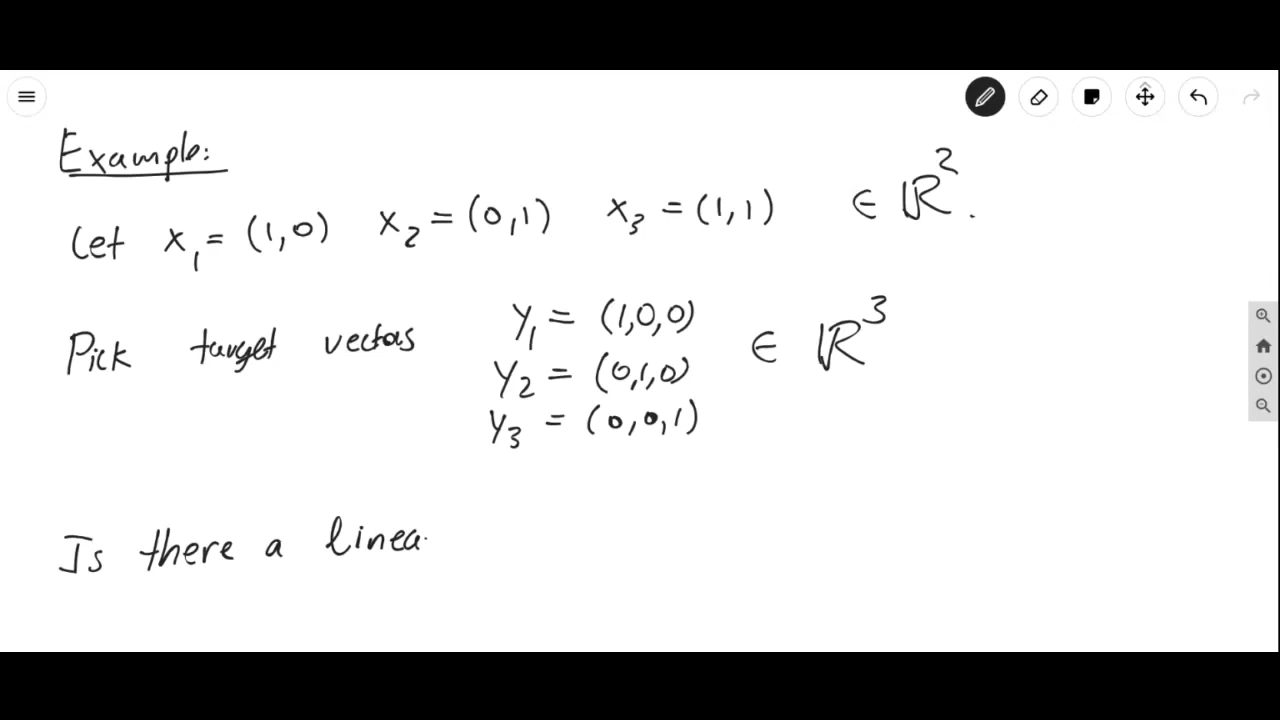 Example:
Let x₁ = (1,0) x₂ = (0,1) x₃ = (1,1) ∈ ℝ².
Pick target vectors y₁ = (1,0,0) ∈ ℝ³
y₂ = (0,1,0)
y₃ = (0,0,1)
Is there a linea